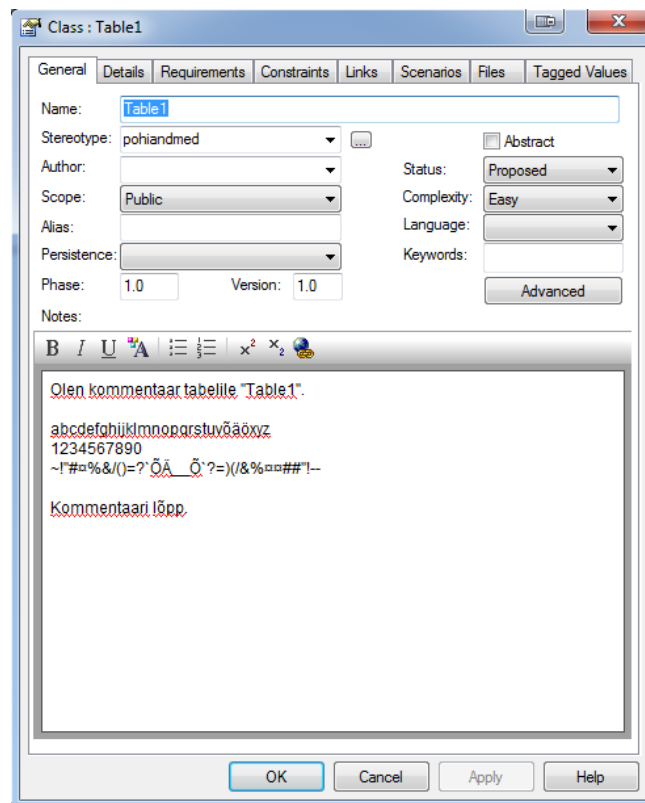 Class : Table1
General Details Requirements Constraints Links Scenarios Files Tagged Values
Name: Table1
Stereotype: pohiandmed ... Abstract
Author: Status: Proposed
Scope: Public Complexity: Easy
Alias: Language:
Persistence: Keywords:
Phase: 1.0 Version: 1.0 Advanced
Notes:
B I U A x² x₂
Olen kommentaar tabelile "Table1".
abcdefghijklmnopqrstuvõäöxyz
1234567890
~!"#¤%&/()=?`ÕÄ__Õ`?=)(/&%¤¤##"!--
Kommentaari lõpp.
OK Cancel Apply Help